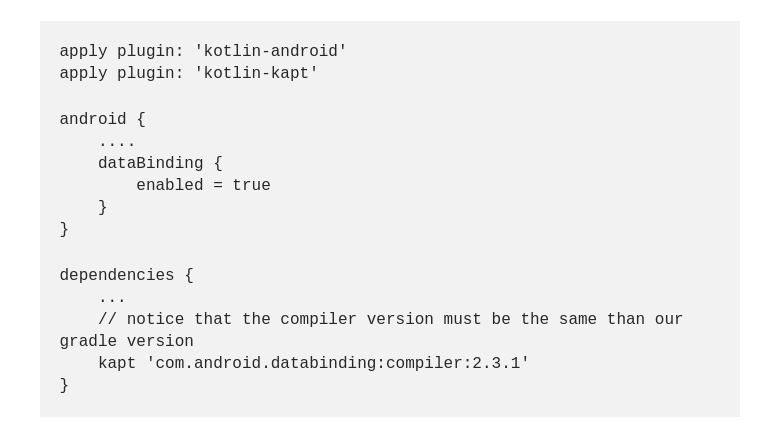 apply plugin: 'kotlin-android'
apply plugin: 'kotlin-kapt'

android {
    ....
    dataBinding {
        enabled = true
    }
}

dependencies {
    ...
    // notice that the compiler version must be the same than our
gradle version
    kapt 'com.android.databinding:compiler:2.3.1'
}